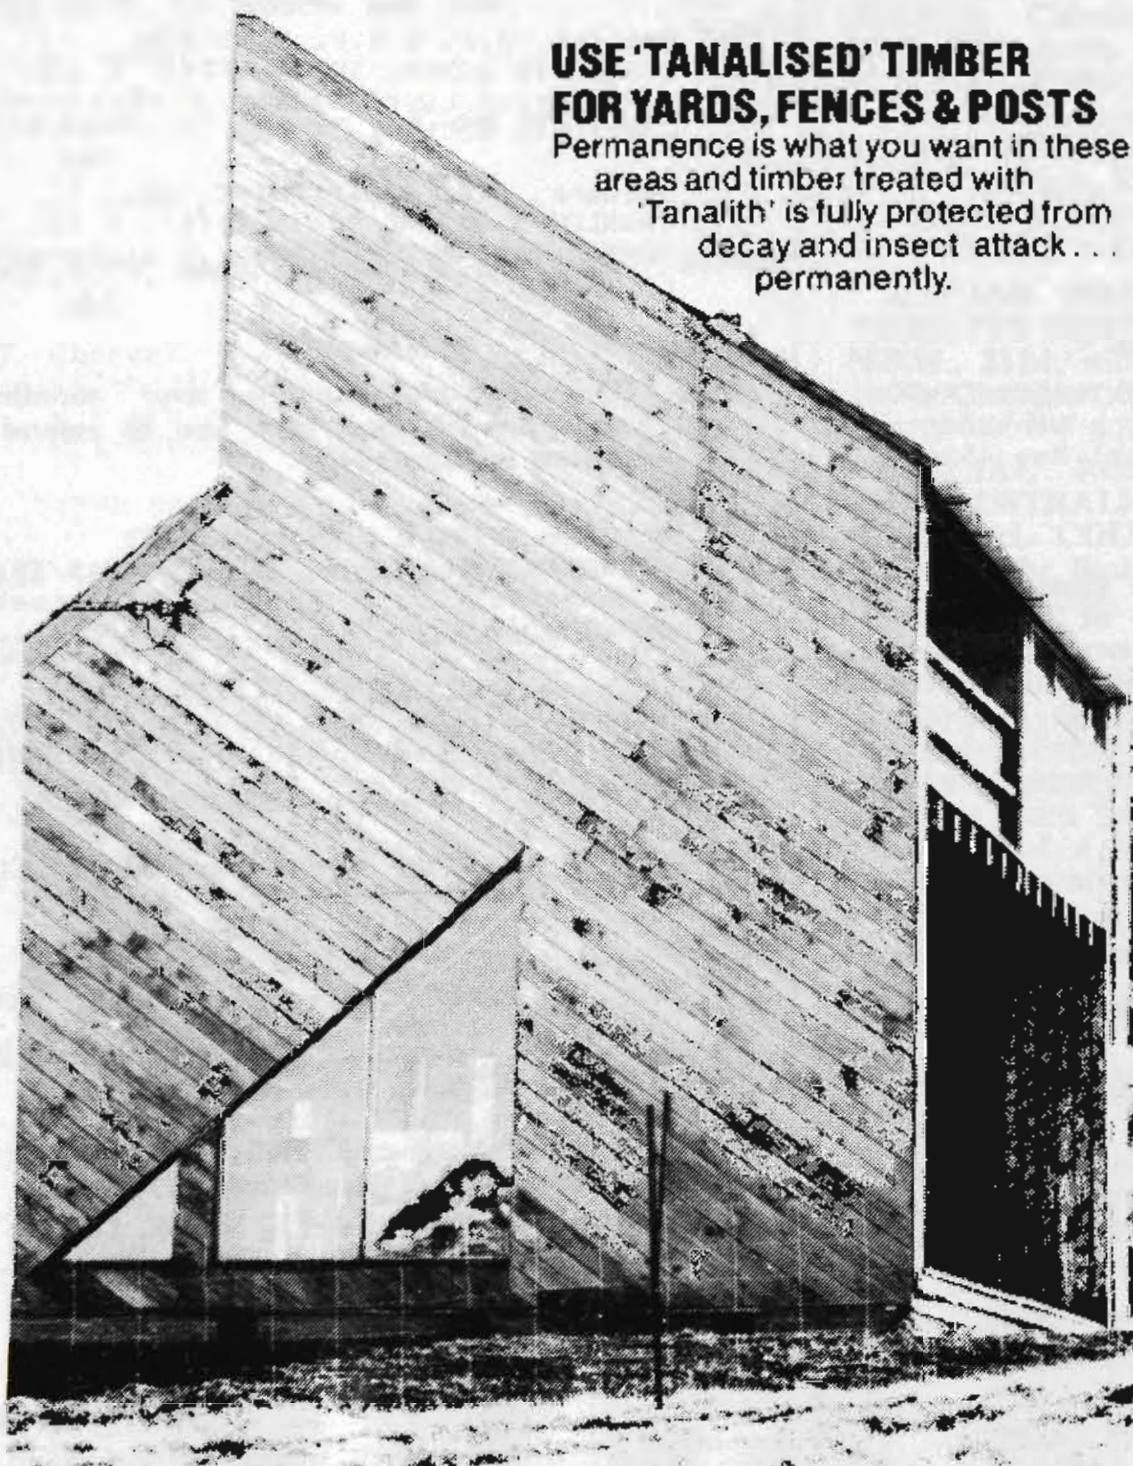 USE 'TANALISED' TIMBER
FOR YARDS, FENCES & POSTS
Permanence is what you want in these
areas and timber treated with
'Tanalith' is fully protected from
decay and insect attack...
permanently.